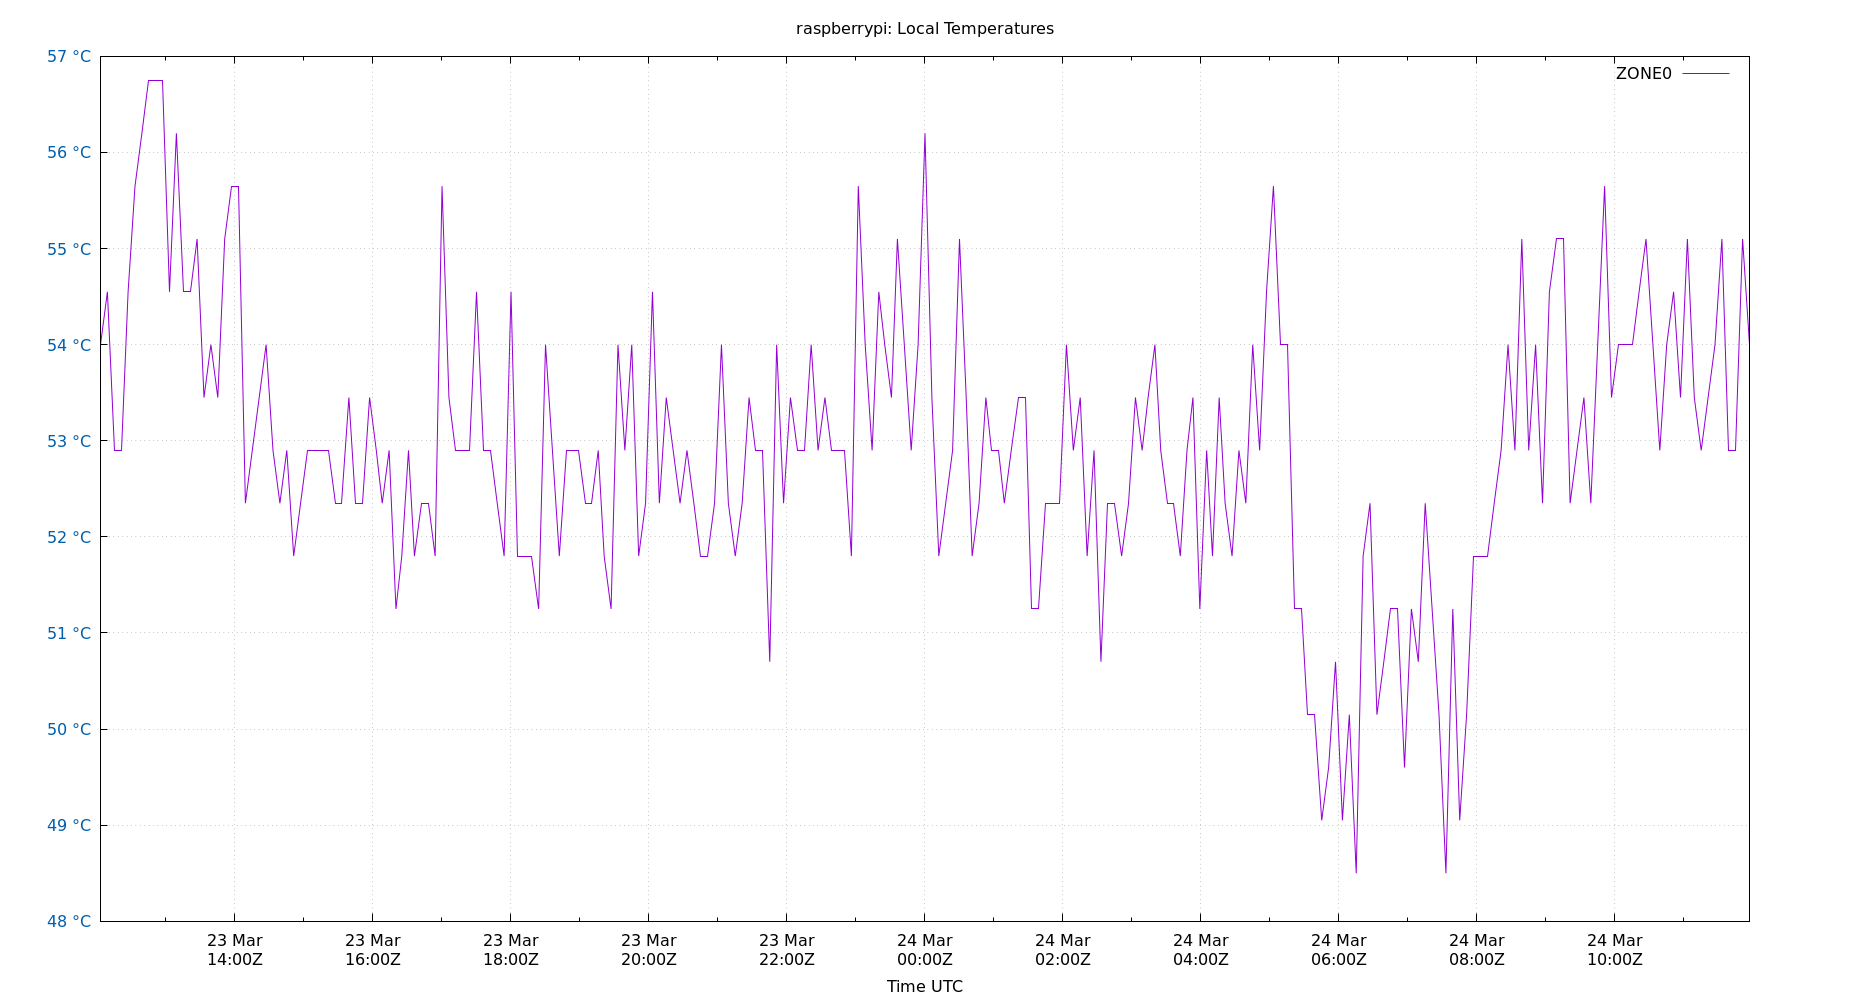 raspberrypi: Local Temperatures
57 °C
ZONE0
56 °C
55 °C
54 °C
53 °C
52 °C
51 °C
50 °C
49 °C
48 °C
23 Mar 23 Mar 23 Mar 23 Mar 23 Mar 24 Mar 24 Mar 24 Mar 24 Mar 24 Mar 24 Mar
14:00Z 16:00Z 18:00Z 20:00Z 22:00Z 00:00Z 02:00Z 04:00Z 06:00Z 08:00Z 10:00Z
Time UTC